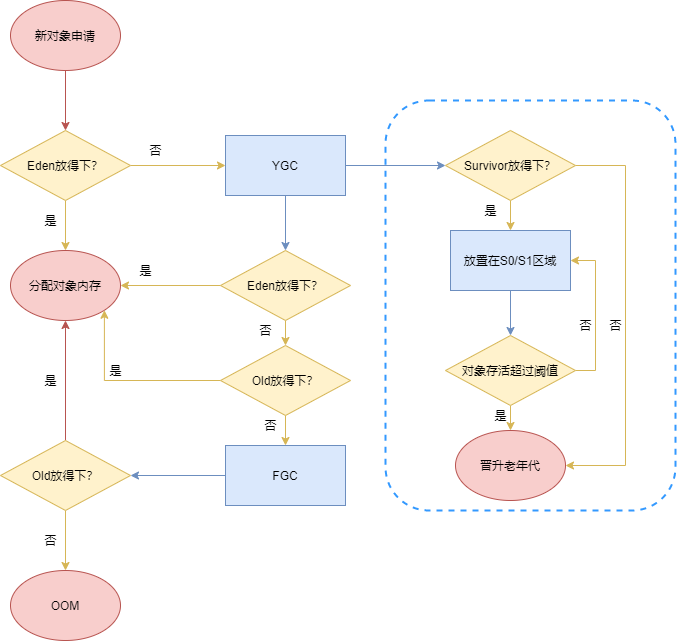 新对象申请
Eden放得下?
否
YGC
Survivor放得下?
是
是
分配对象内存
是
Eden放得下?
放置在S0/S1区域
否
否
否
是
Old放得下?
对象存活超过阈值
是
是
否
Old放得下?
FGC
晋升老年代
否
OOM